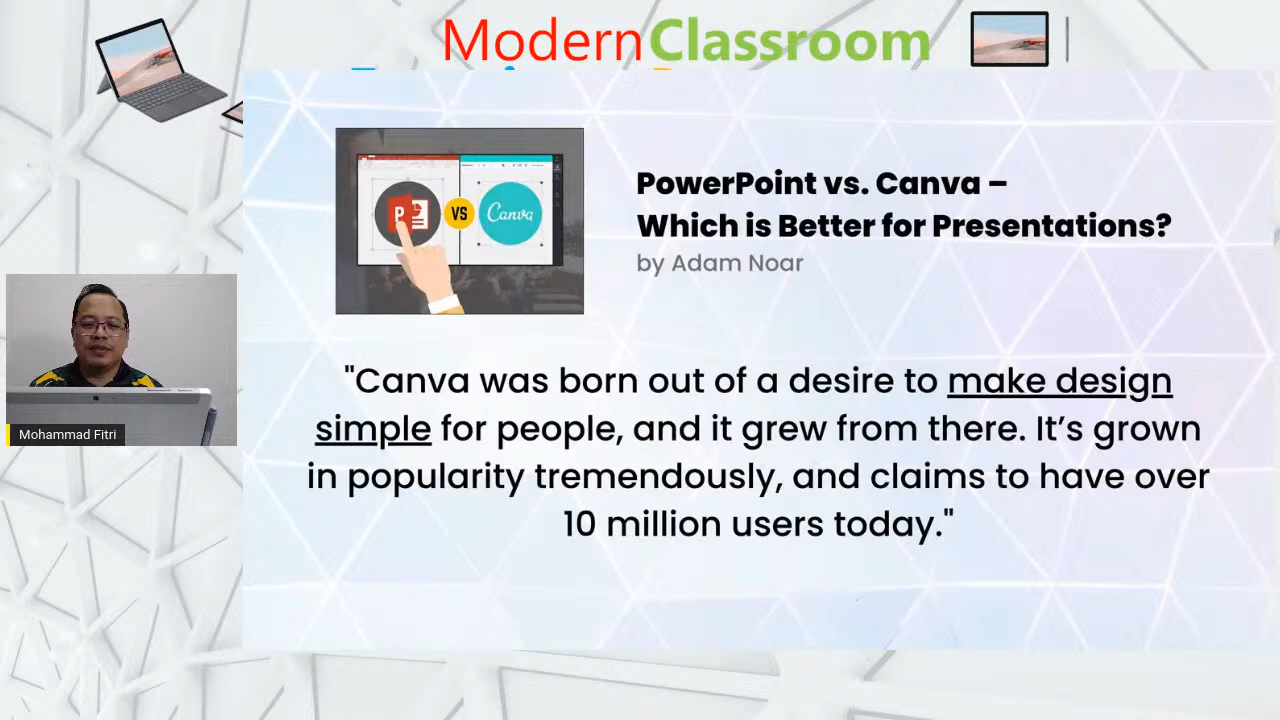 ModernClassroom
P
VS
Canva
PowerPoint vs. Canva –
Which is Better for Presentations?
by Adam Noar
Mohammad Fitri
"Canva was born out of a desire to make design
simple for people, and it grew from there. It’s grown
in popularity tremendously, and claims to have over
10 million users today."